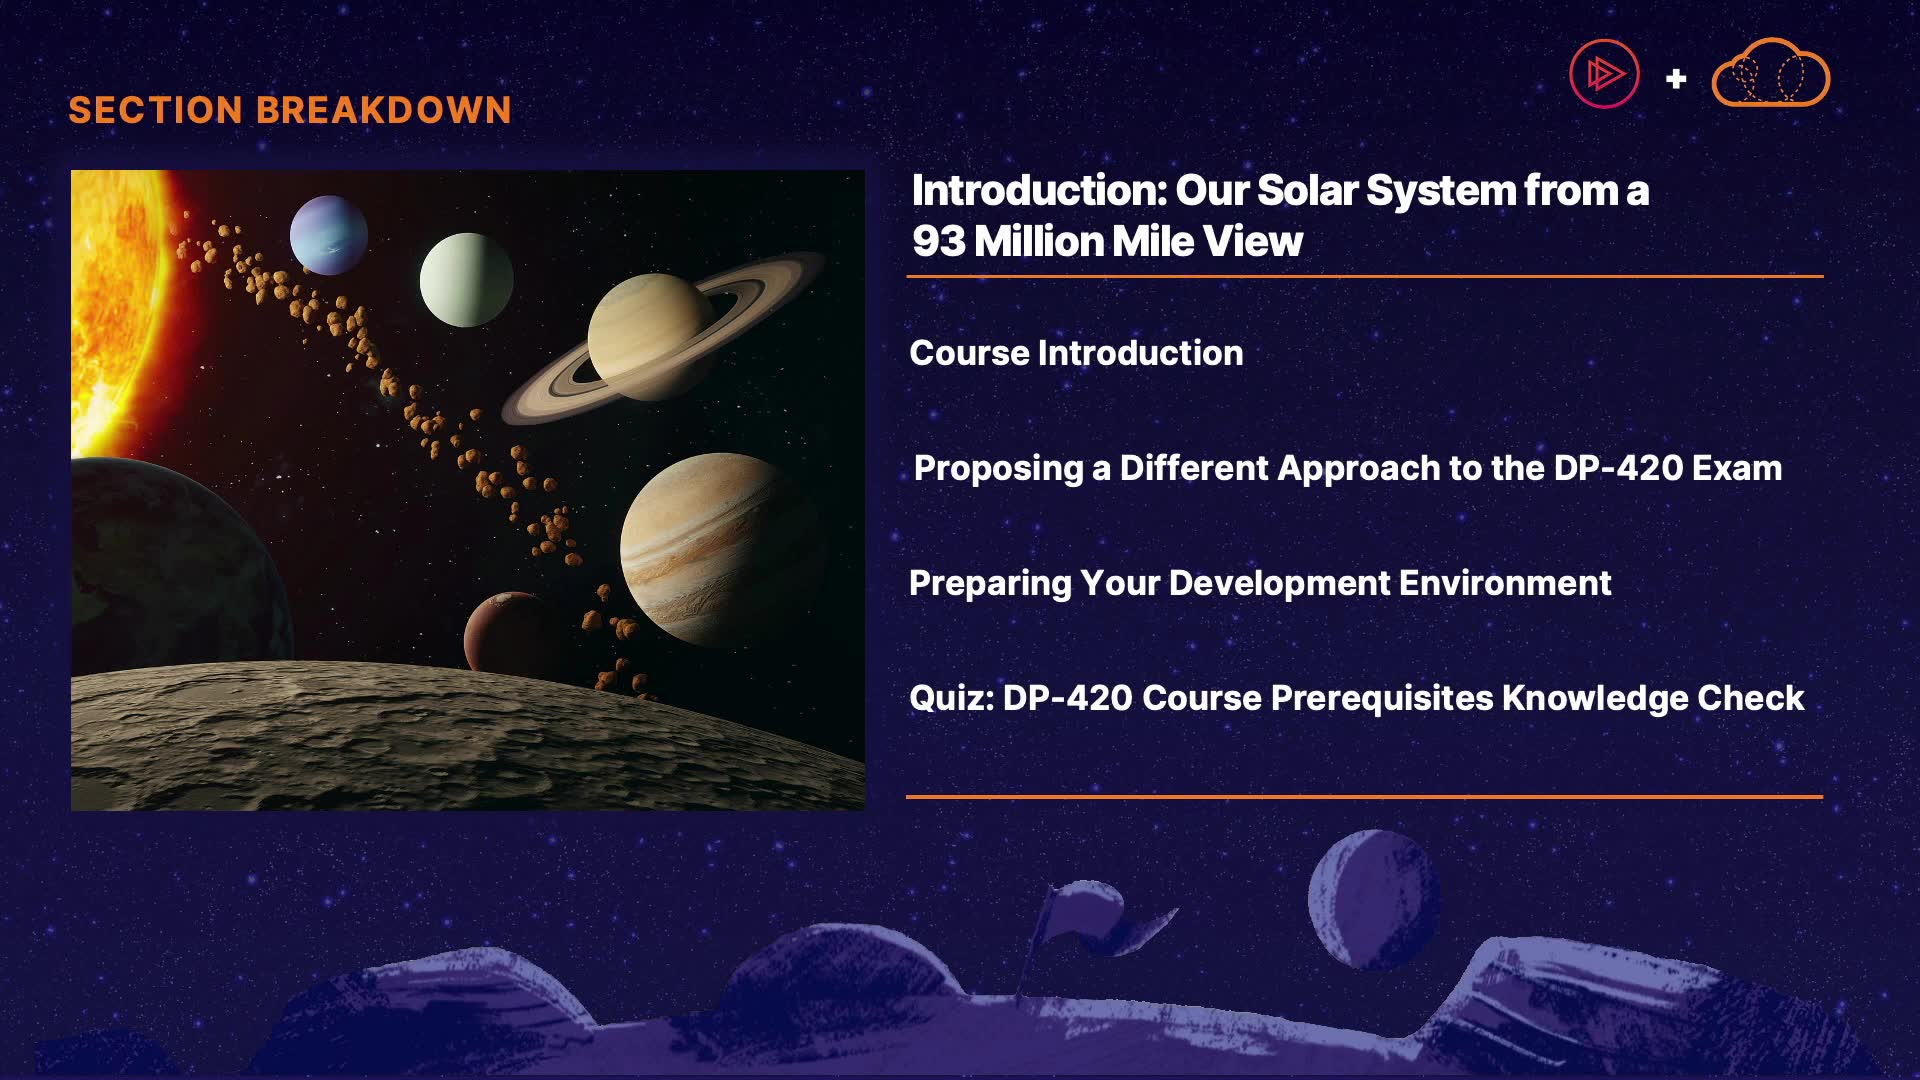 SECTION BREAKDOWN
+
Introduction: Our Solar System from a
93 Million Mile View
Course Introduction
Proposing a Different Approach to the DP-420 Exam
Preparing Your Development Environment
Quiz: DP-420 Course Prerequisites Knowledge Check